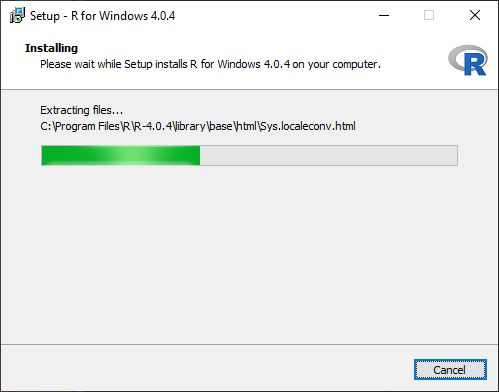 Setup - R for Windows 4.0.4
Installing
Please wait while Setup installs R for Windows 4.0.4 on your computer.
R
Extracting files...
C:\Program Files\R\R-4.0.4\library\base\html\Sys.localeconv.html
Cancel